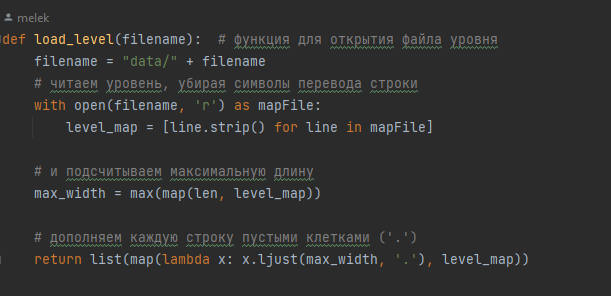 melek
def load_level(filename):  # функция для открытия файла уровня
    filename = "data/" + filename
    # читаем уровень, убирая символы перевода строки
    with open(filename, 'r') as mapFile:
        level_map = [line.strip() for line in mapFile]

    # и подсчитываем максимальную длину
    max_width = max(map(len, level_map))

    # дополняем каждую строку пустыми клетками ('.')
    return list(map(lambda x: x.ljust(max_width, '.'), level_map))